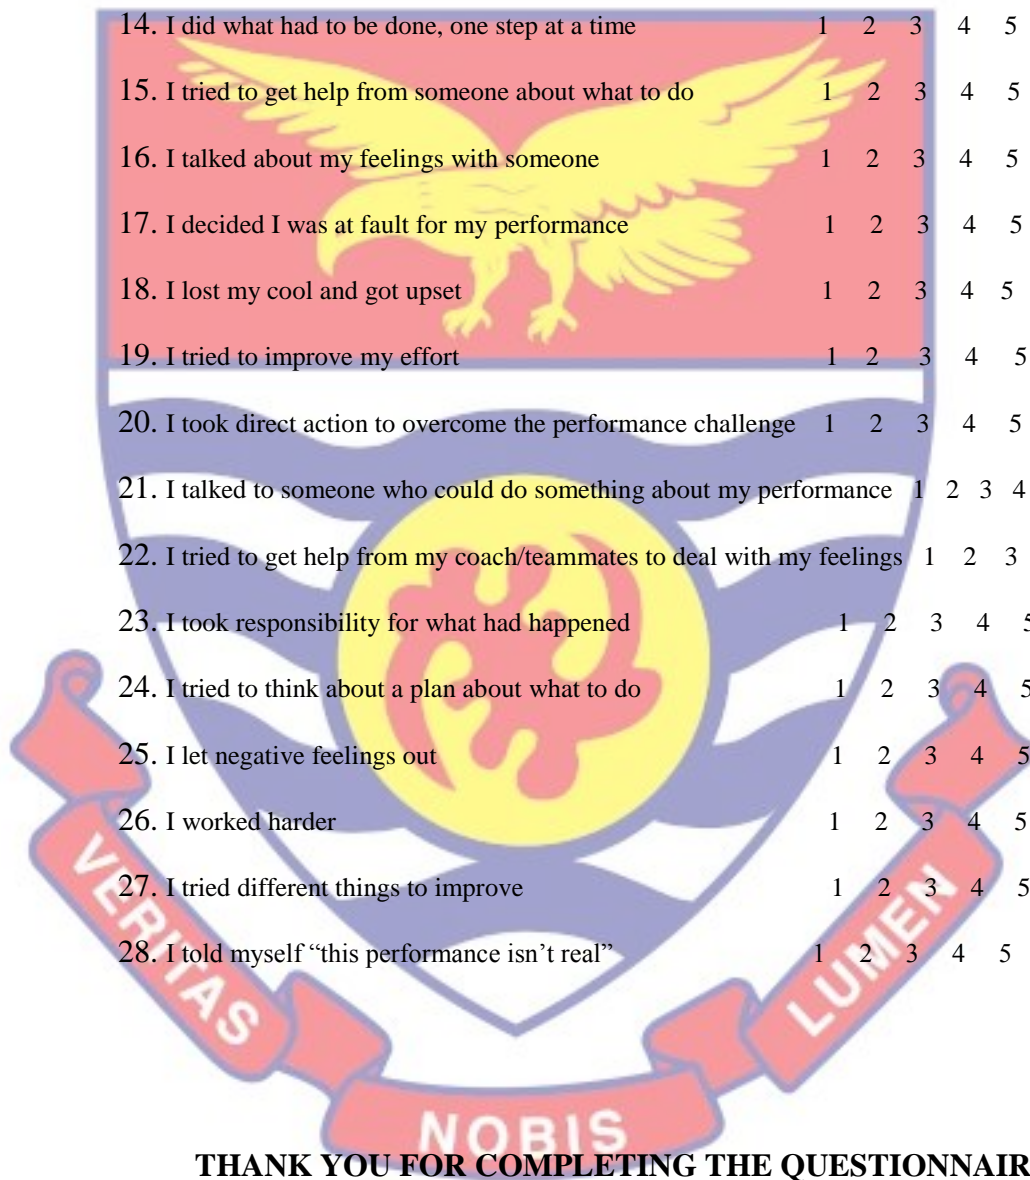 14. I did what had to be done, one step at a time 1 2 3 4 5
15. I tried to get help from someone about what to do 1 2 3 4 5
16. I talked about my feelings with someone 1 2 3 4 5
17. I decided I was at fault for my performance 1 2 3 4 5
18. I lost my cool and got upset 1 2 3 4 5
19. I tried to improve my effort 1 2 3 4 5
20. I took direct action to overcome the performance challenge 1 2 3 4 5
21. I talked to someone who could do something about my performance 1 2 3 4
22. I tried to get help from my coach/teammates to deal with my feelings 1 2 3
23. I took responsibility for what had happened 1 2 3 4 5
24. I tried to think about a plan about what to do 1 2 3 4 5
25. I let negative feelings out 1 2 3 4 5
26. I worked harder 1 2 3 4 5
27. I tried different things to improve 1 2 3 4 5
28. I told myself “this performance isn’t real” 1 2 3 4 5
VERITAS
NOBIS
LUMEN
THANK YOU FOR COMPLETING THE QUESTIONNAIR